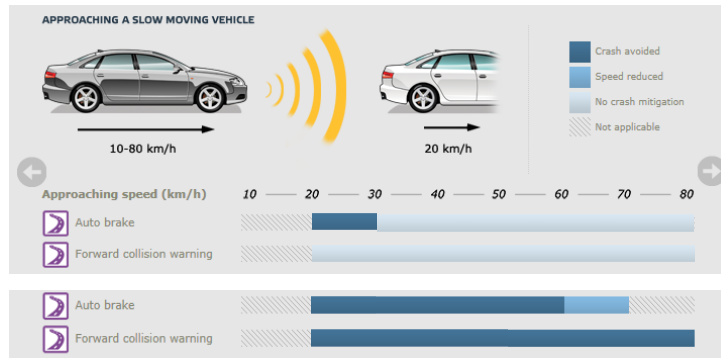 APPROACHING A SLOW MOVING VEHICLE
Crash avoided
Speed reduced
No crash mitigation
Not applicable
10-80 km/h
20 km/h
Approaching speed (km/h) 10 20 30 40 50 60 70 80
Auto brake
Forward collision warning
Auto brake
Forward collision warning